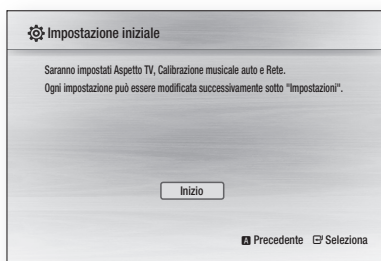 Impostazione iniziale
Saranno impostati Aspetto TV, Calibrazione musicale auto e Rete.
Ogni impostazione può essere modificata successivamente sotto "Impostazioni".
Inizio
A Precedente Seleziona